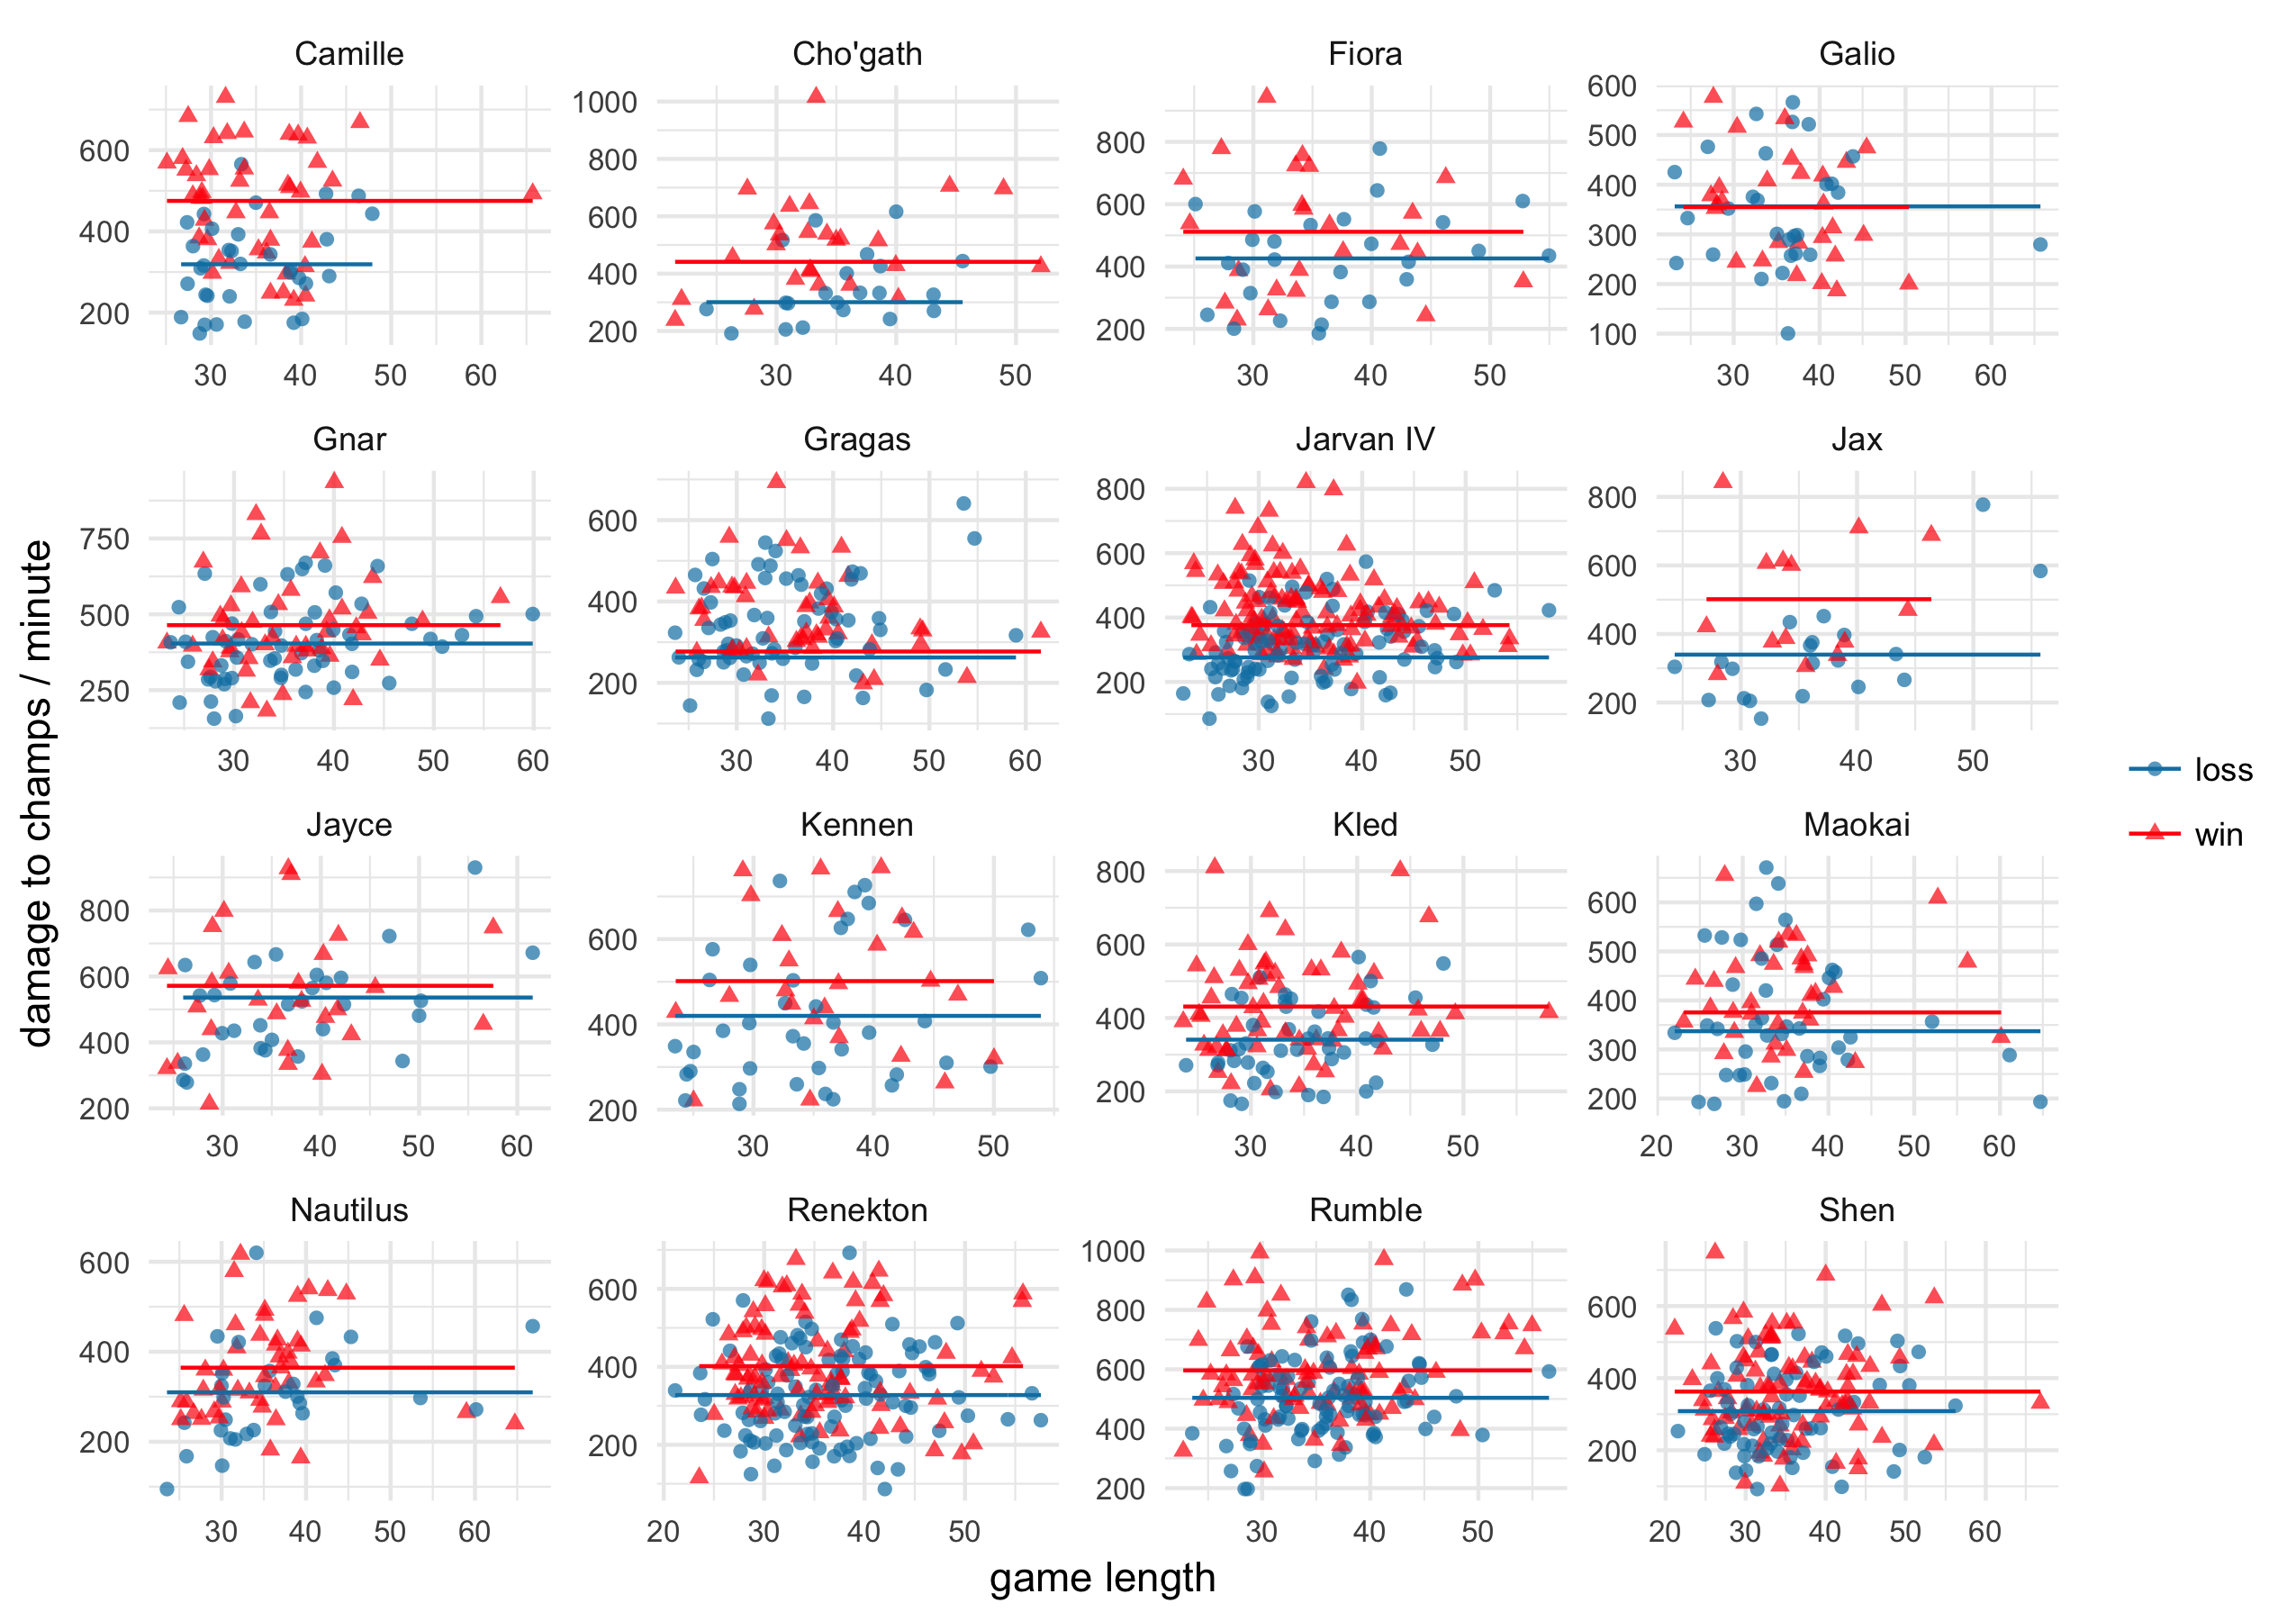 Camille
Cho'gath
Fiora
Galio
600
400
200
30 40 50 60
1000
800
600
400
200
30 40 50
800
600
400
200
30 40 50
600
500
400
300
200
100
30 40 50 60
Gnar
Gragas
Jarvan IV
Jax
750
500
250
30 40 50 60
600
400
200
30 40 50 60
800
600
400
200
30 40 50
800
600
400
200
30 40 50
Jayce
Kennen
Kled
Maokai
800
600
400
200
30 40 50 60
600
400
200
30 40 50
800
600
400
200
30 40 50
600
500
400
300
200
20 30 40 50 60
Nautilus
Renekton
Rumble
Shen
600
400
200
30 40 50 60
600
400
200
20 30 40 50
1000
800
600
400
200
30 40 50
600
400
200
20 30 40 50 60
damage to champs / minute
game length
loss
win